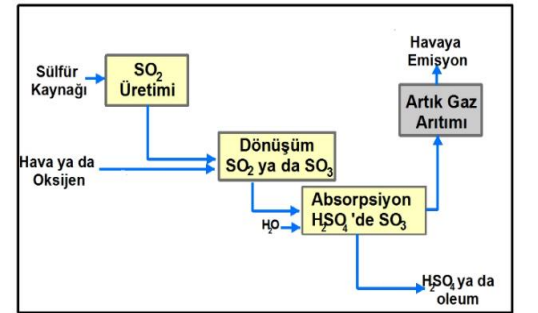 Sülfür
Kaynağı
SO2
Üretimi
Havaya
Emisyon
Artık Gaz
Arıtımı
Hava ya da
Oksijen
Dönüşüm
SO2 ya da SO3
H2O
Absorpsiyon
H2SO4 'de SO3
H2SO4 ya da
oleum